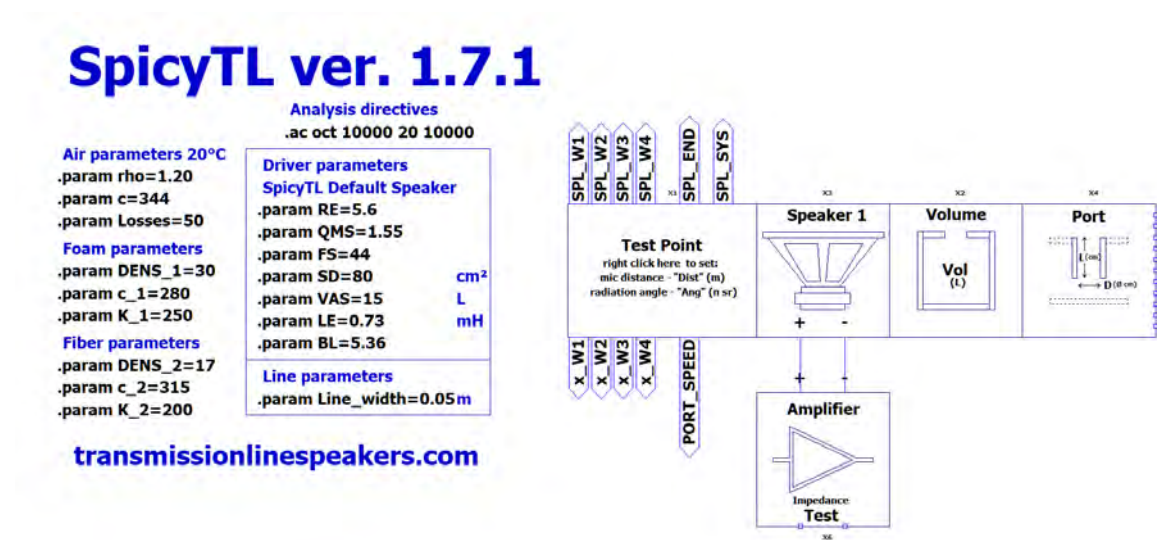 SpicyTL ver. 1.7.1
Analysis directives
.ac oct 10000 20 10000
Air parameters 20°C
.param rho=1.20
.param c=344
.param Losses=50
Foam parameters
.param DENS_1=30
.param c_1=280
.param K_1=250
Fiber parameters
.param DENS_2=17
.param c_2=315
.param K_2=200
Driver parameters
SpicyTL Default Speaker
.param RE=5.6
.param QMS=1.55
.param FS=44
.param SD=80 cm²
.param VAS=15 L
.param LE=0.73 mH
.param BL=5.36
Line parameters
.param Line_width=0.05m
transmissionlinespeakers.com
SPL_W1
SPL_W2
SPL_W3
SPL_W4
SPL_END
SPL_SYS
X3
X2
X4
Test Point
right click here to set:
mic distance - "Dist" (m)
radiation angle - "Ang" (n sr)
Speaker 1
+ -
Volume
Vol
(L)
Port
L(cm)
D(Ø cm)
x_W1
x_W2
x_W3
x_W4
PORT_SPEED
+ -
Amplifier
Impedance
Test